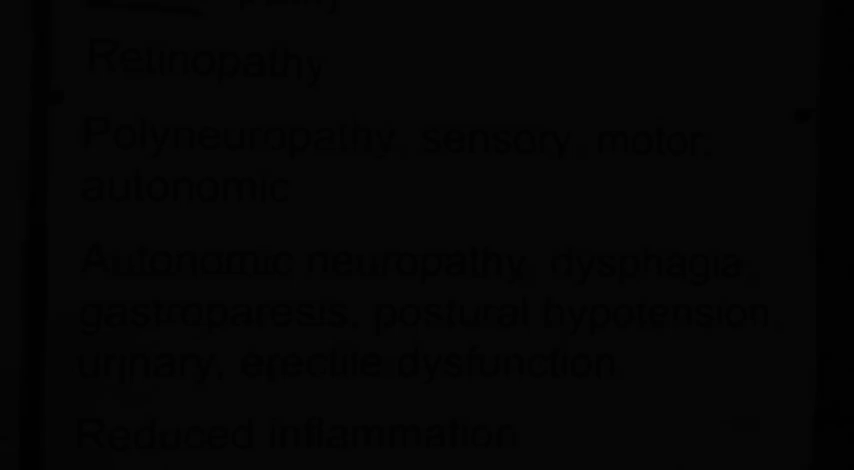 Retinopathy
Polyneuropathy, sensory, motor,
autonomic
Autonomic neuropathy, dysphagia,
gastroparesis, postural hypotension,
urinary, erectile dysfunction
Reduced inflammation